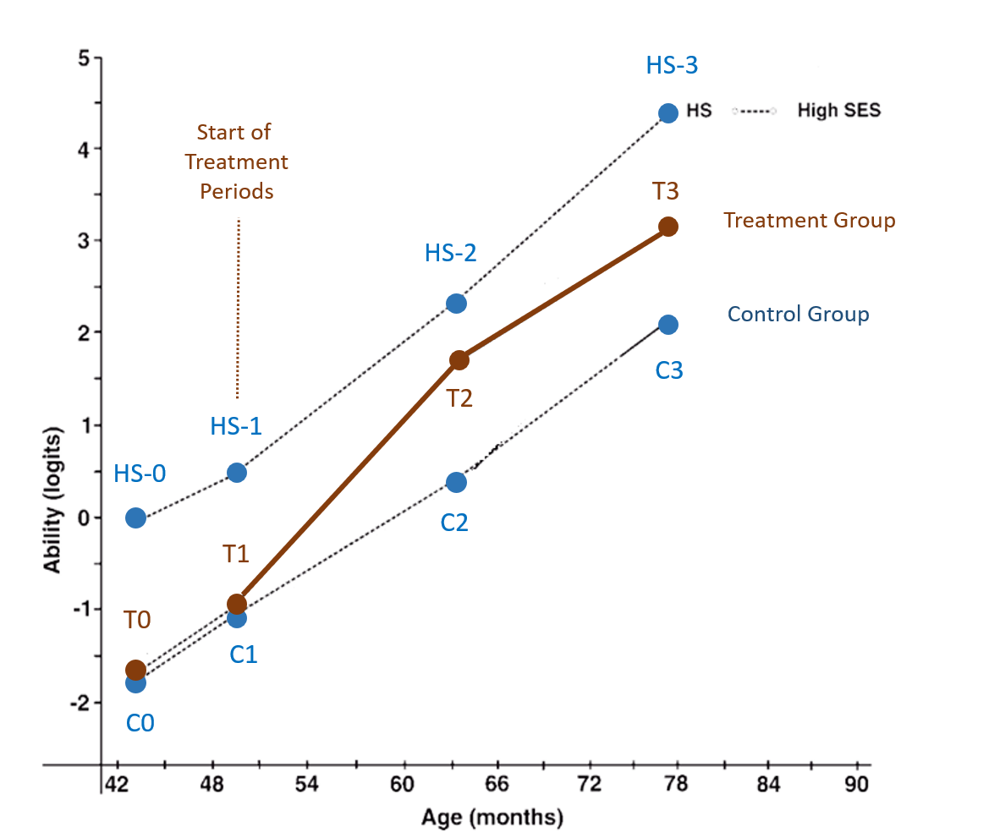 HS-3
5
HS
High SES
Start of
Treatment
Periods
4
T3
Treatment Group
3
HS-2
Control Group
2
C3
T2
HS-1
1
HS-0
C2
0
T1
-1
T0
C1
-2
C0
Ability (logits)
42 48 54 60 66 72 78 84 90
Age (months)